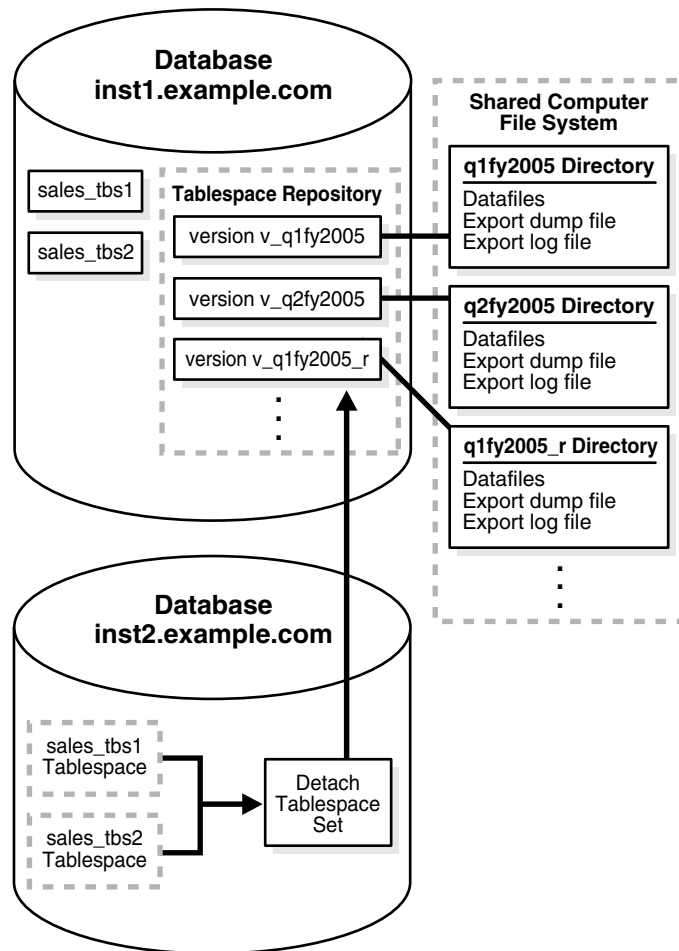 Database
inst1.example.com
sales_tbs1
sales_tbs2
Tablespace Repository
version v_q1fy2005
version v_q2fy2005
version v_q1fy2005_r
Shared Computer
File System
q1fy2005 Directory
Datafiles
Export dump file
Export log file
q2fy2005 Directory
Datafiles
Export dump file
Export log file
q1fy2005_r Directory
Datafiles
Export dump file
Export log file
Database
inst2.example.com
sales_tbs1
Tablespace
sales_tbs2
Tablespace
Detach
Tablespace
Set